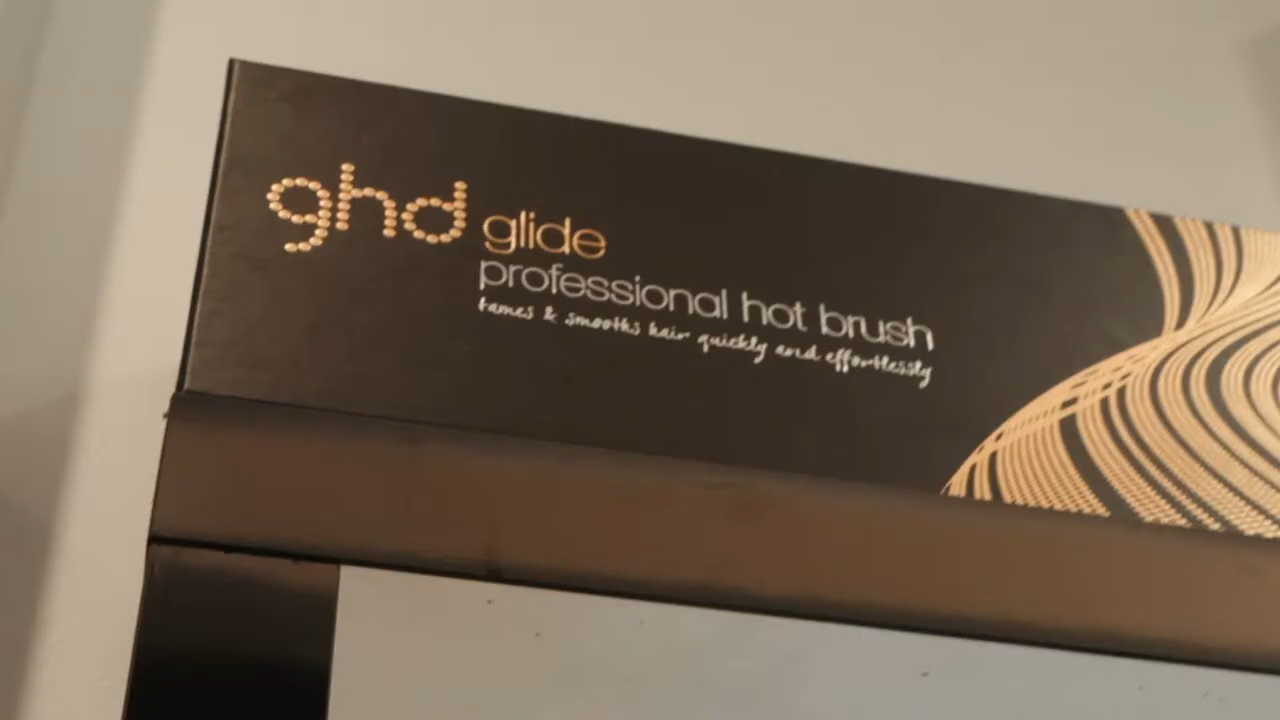 ghd glide
professional hot brush
tames & smooths hair quickly and effortlessly